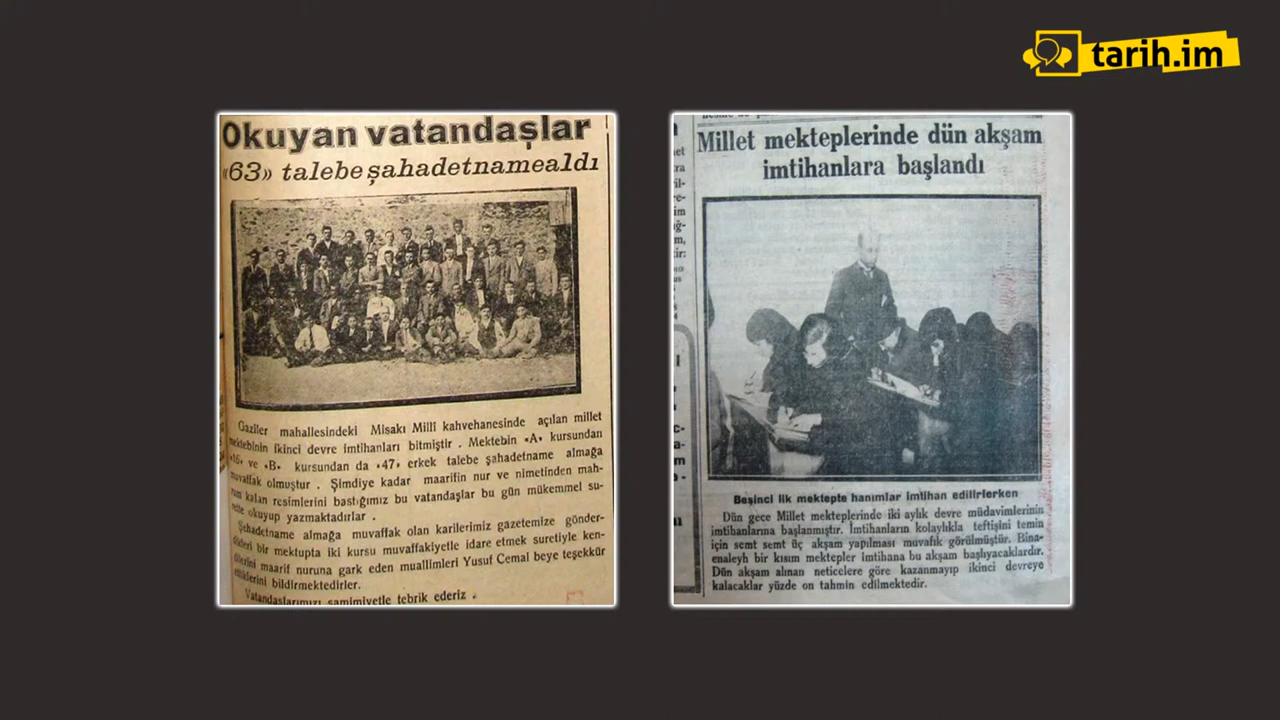 tarih.im
Okuyan vatandaşlar
«63» talebe şahadetnamealdı
Gaziler mahallesindeki Misakı Millî kahvehanesinde açılan millet
mektebinin ikinci devre imtihanları bitmiştir . Mektebin «A» kursundan
«16» ve «B» kursundan da «47» erkek talebe şahadetname almağa
muvaffak olmuştur . Şimdiye kadar maarifin nur ve nimetinden mah-
rum kalan resimlerini bastığımız bu vatandaşlar bu gün mükemmel su-
rette okuyup yazmaktadırlar .
Şehadetname almağa muvaffak olan karilerimiz gazetemize gönder-
dikleri bir mektupta iki kursu muvaffakiyetle idare etmek suretiyle ken-
dilerini maarif nuruna gark eden muallimleri Yusuf Cemal beye teşekkür
ettiklerini bildirmektedirler.
Vatandaşlarımızı samimiyetle tebrik ederiz .
Millet mekteplerinde dün akşam
imtihanlara başlandı
Beşinci ilk mektepte hanımlar imtihan edilirlerken
Dün gece Millet mekteplerinde iki aylık devre müdavimlerinin
imtihanlarına başlanmıştır. İmtihanların kolaylıkla teftişini temin
için semt semt üç akşam yapılması muvafık görülmüştür. Bina-
enaleyh bir kısım mektepler imtihana bu akşam başlıyacaklardır.
Dün akşam alınan neticelere göre kazanmayıp ikinci devreye
kalacaklar yüzde on tahmin edilmektedir.